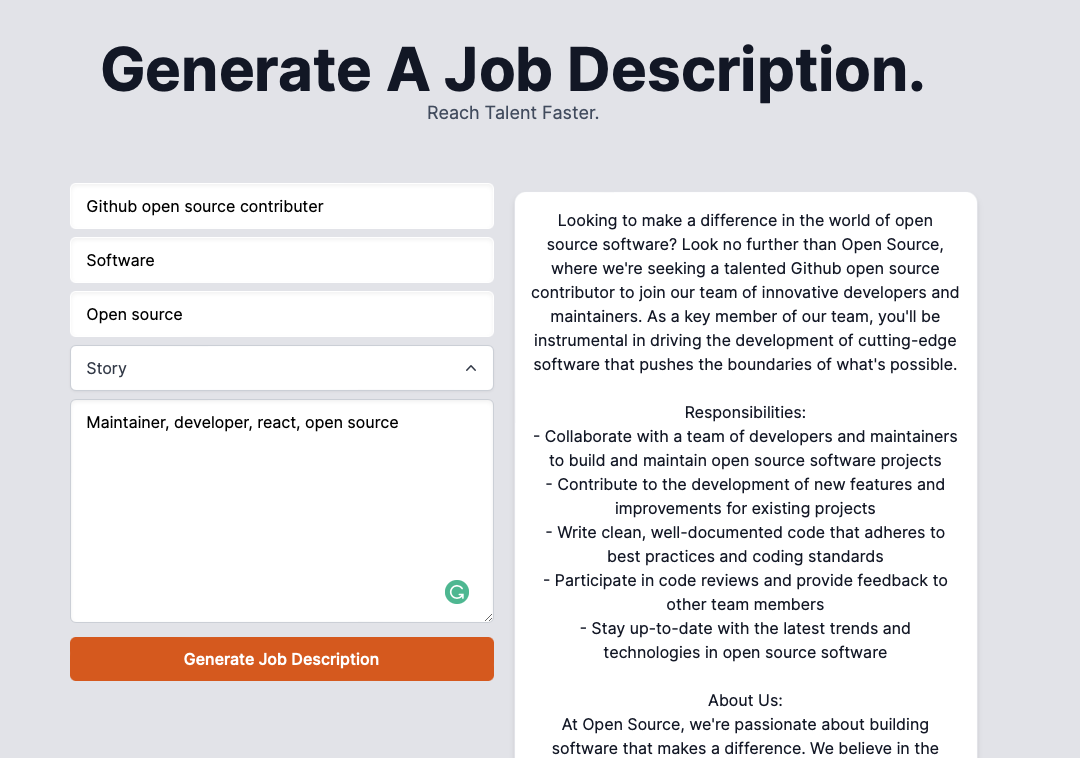 Generate A Job Description.
Reach Talent Faster.
Github open source contributer
Software
Open source
Story
Maintainer, developer, react, open source
Generate Job Description
Looking to make a difference in the world of open
source software? Look no further than Open Source,
where we're seeking a talented Github open source
contributor to join our team of innovative developers and
maintainers. As a key member of our team, you'll be
instrumental in driving the development of cutting-edge
software that pushes the boundaries of what's possible.
Responsibilities:
- Collaborate with a team of developers and maintainers
to build and maintain open source software projects
- Contribute to the development of new features and
improvements for existing projects
- Write clean, well-documented code that adheres to
best practices and coding standards
- Participate in code reviews and provide feedback to
other team members
- Stay up-to-date with the latest trends and
technologies in open source software
About Us:
At Open Source, we're passionate about building
software that makes a difference. We believe in the